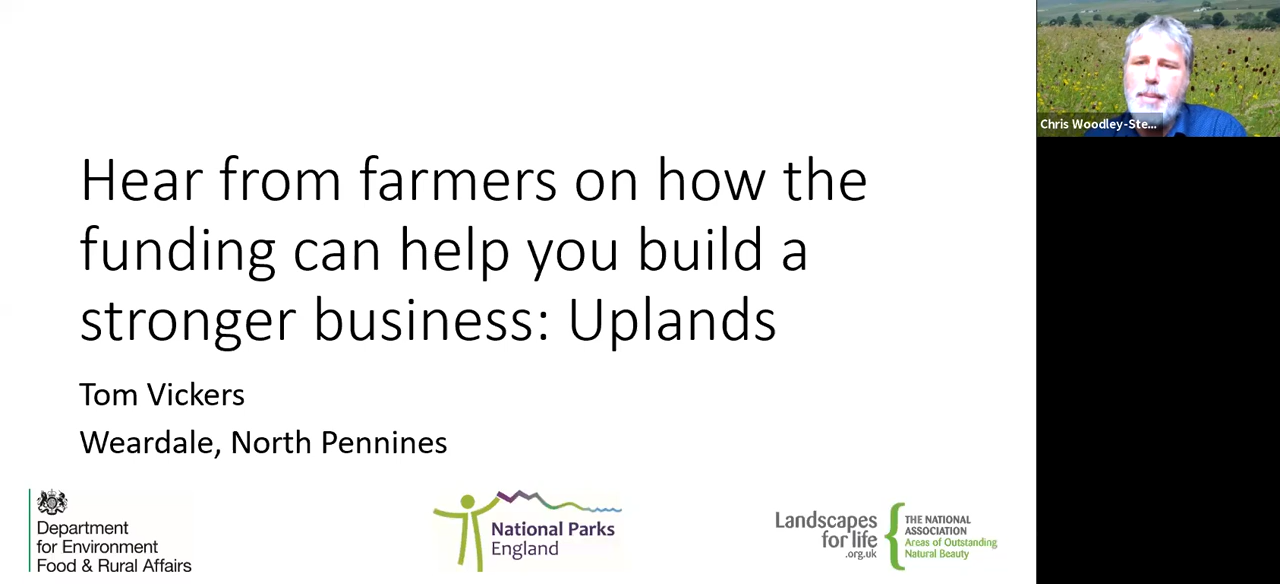 Hear from farmers on how the
funding can help you build a
stronger business: Uplands
Tom Vickers
Weardale, North Pennines
Department
for Environment
Food & Rural Affairs
National Parks
England
Landscapes
for life
.org.uk
THE NATIONAL
ASSOCIATION
Areas of Outstanding
Natural Beauty
Chris Woodley-Ste...